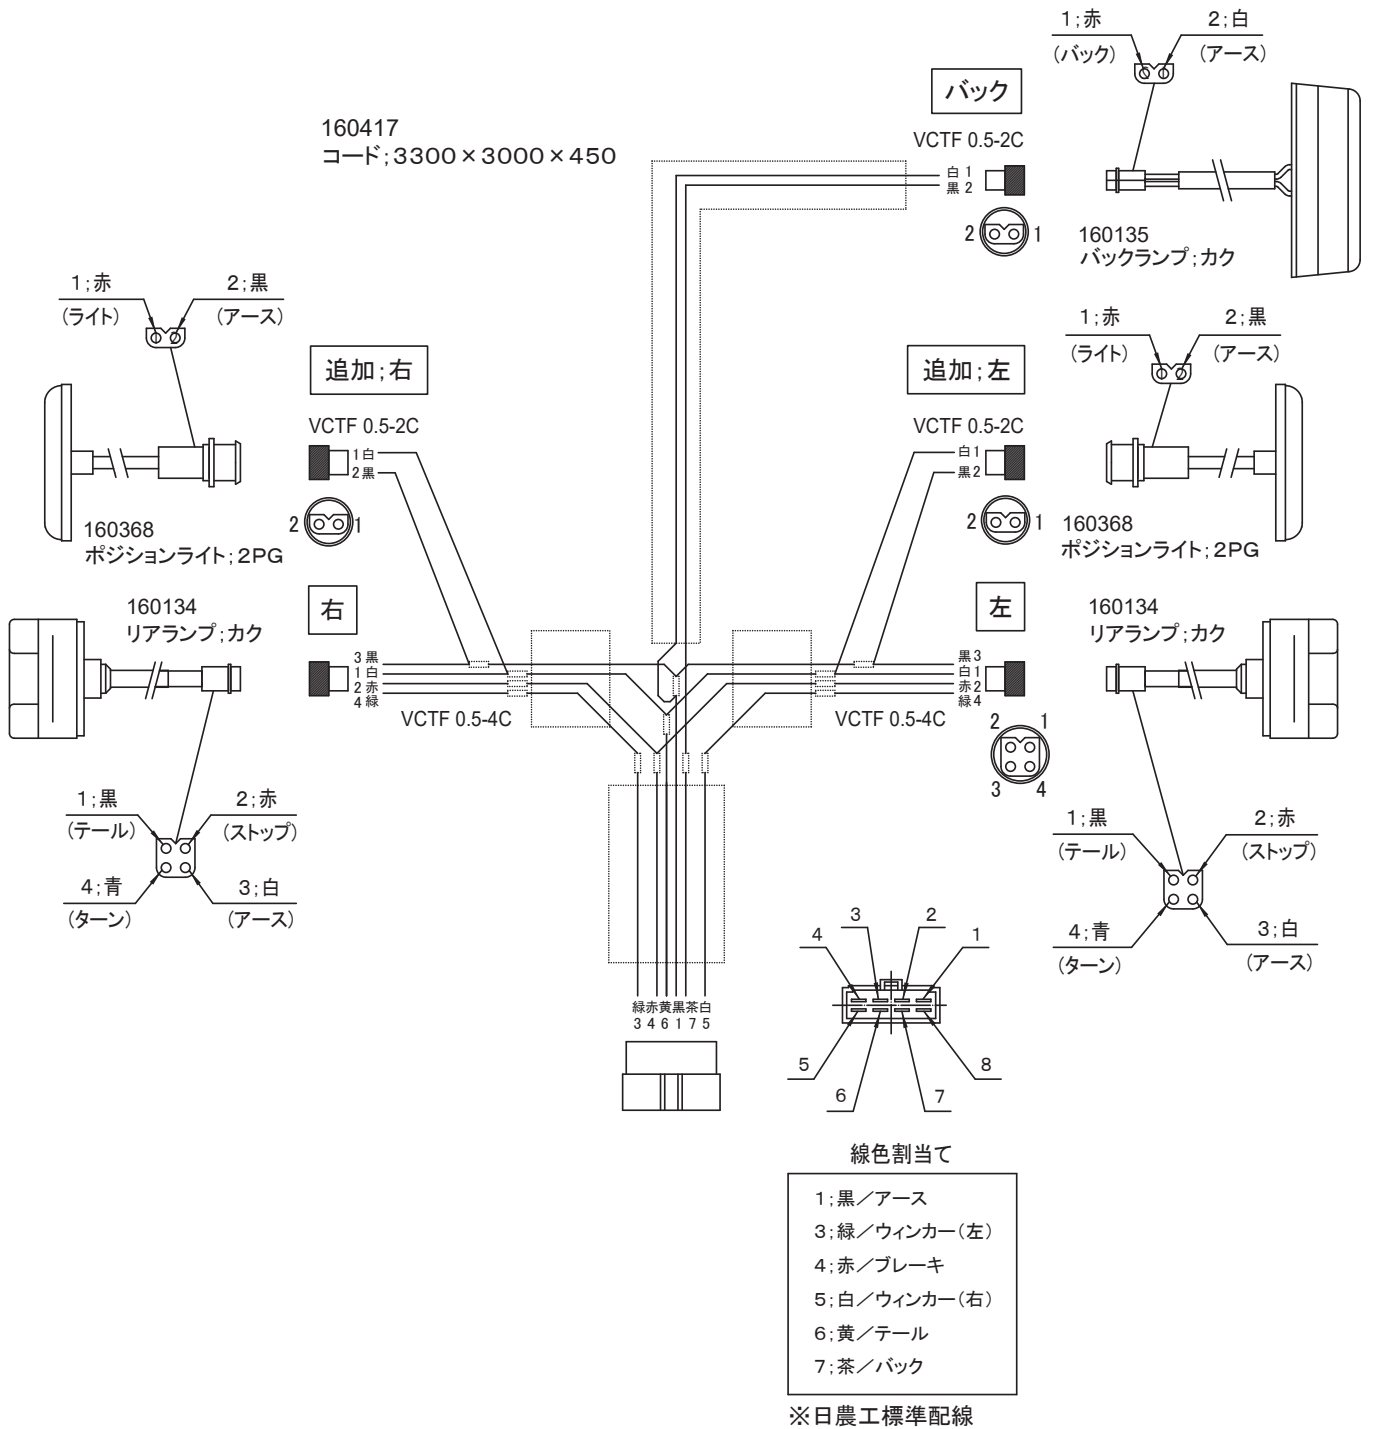 160417
コード;3300×3000×450
バック
VCTF 0.5-2C
白 1
黒 2
2
1
1;赤
(バック)
2;白
(アース)
160135
バックランプ;カク
1;赤
(ライト)
2;黒
(アース)
160368
ポジションライト;2PG
追加;右
VCTF 0.5-2C
1白
2黒
2
1
追加;左
VCTF 0.5-2C
白1
黒2
2
1
1;赤
(ライト)
2;黒
(アース)
160368
ポジションライト;2PG
160134
リアランプ;カク
右
3 黒
1 白
2 赤
4 緑
VCTF 0.5-4C
左
黒3
白1
赤2
緑4
VCTF 0.5-4C
2
1
3
4
160134
リアランプ;カク
1;黒
(テール)
2;赤
(ストップ)
4;青
(ターン)
3;白
(アース)
1;黒
(テール)
2;赤
(ストップ)
4;青
(ターン)
3;白
(アース)
緑赤黄黒茶白
3 4 6 1 7 5
4
3
2
1
5
6
7
8
線色割当て
1;黒/アース
3;緑/ウィンカー(左)
4;赤/ブレーキ
5;白/ウィンカー(右)
6;黄/テール
7;茶/バック
※日農工標準配線